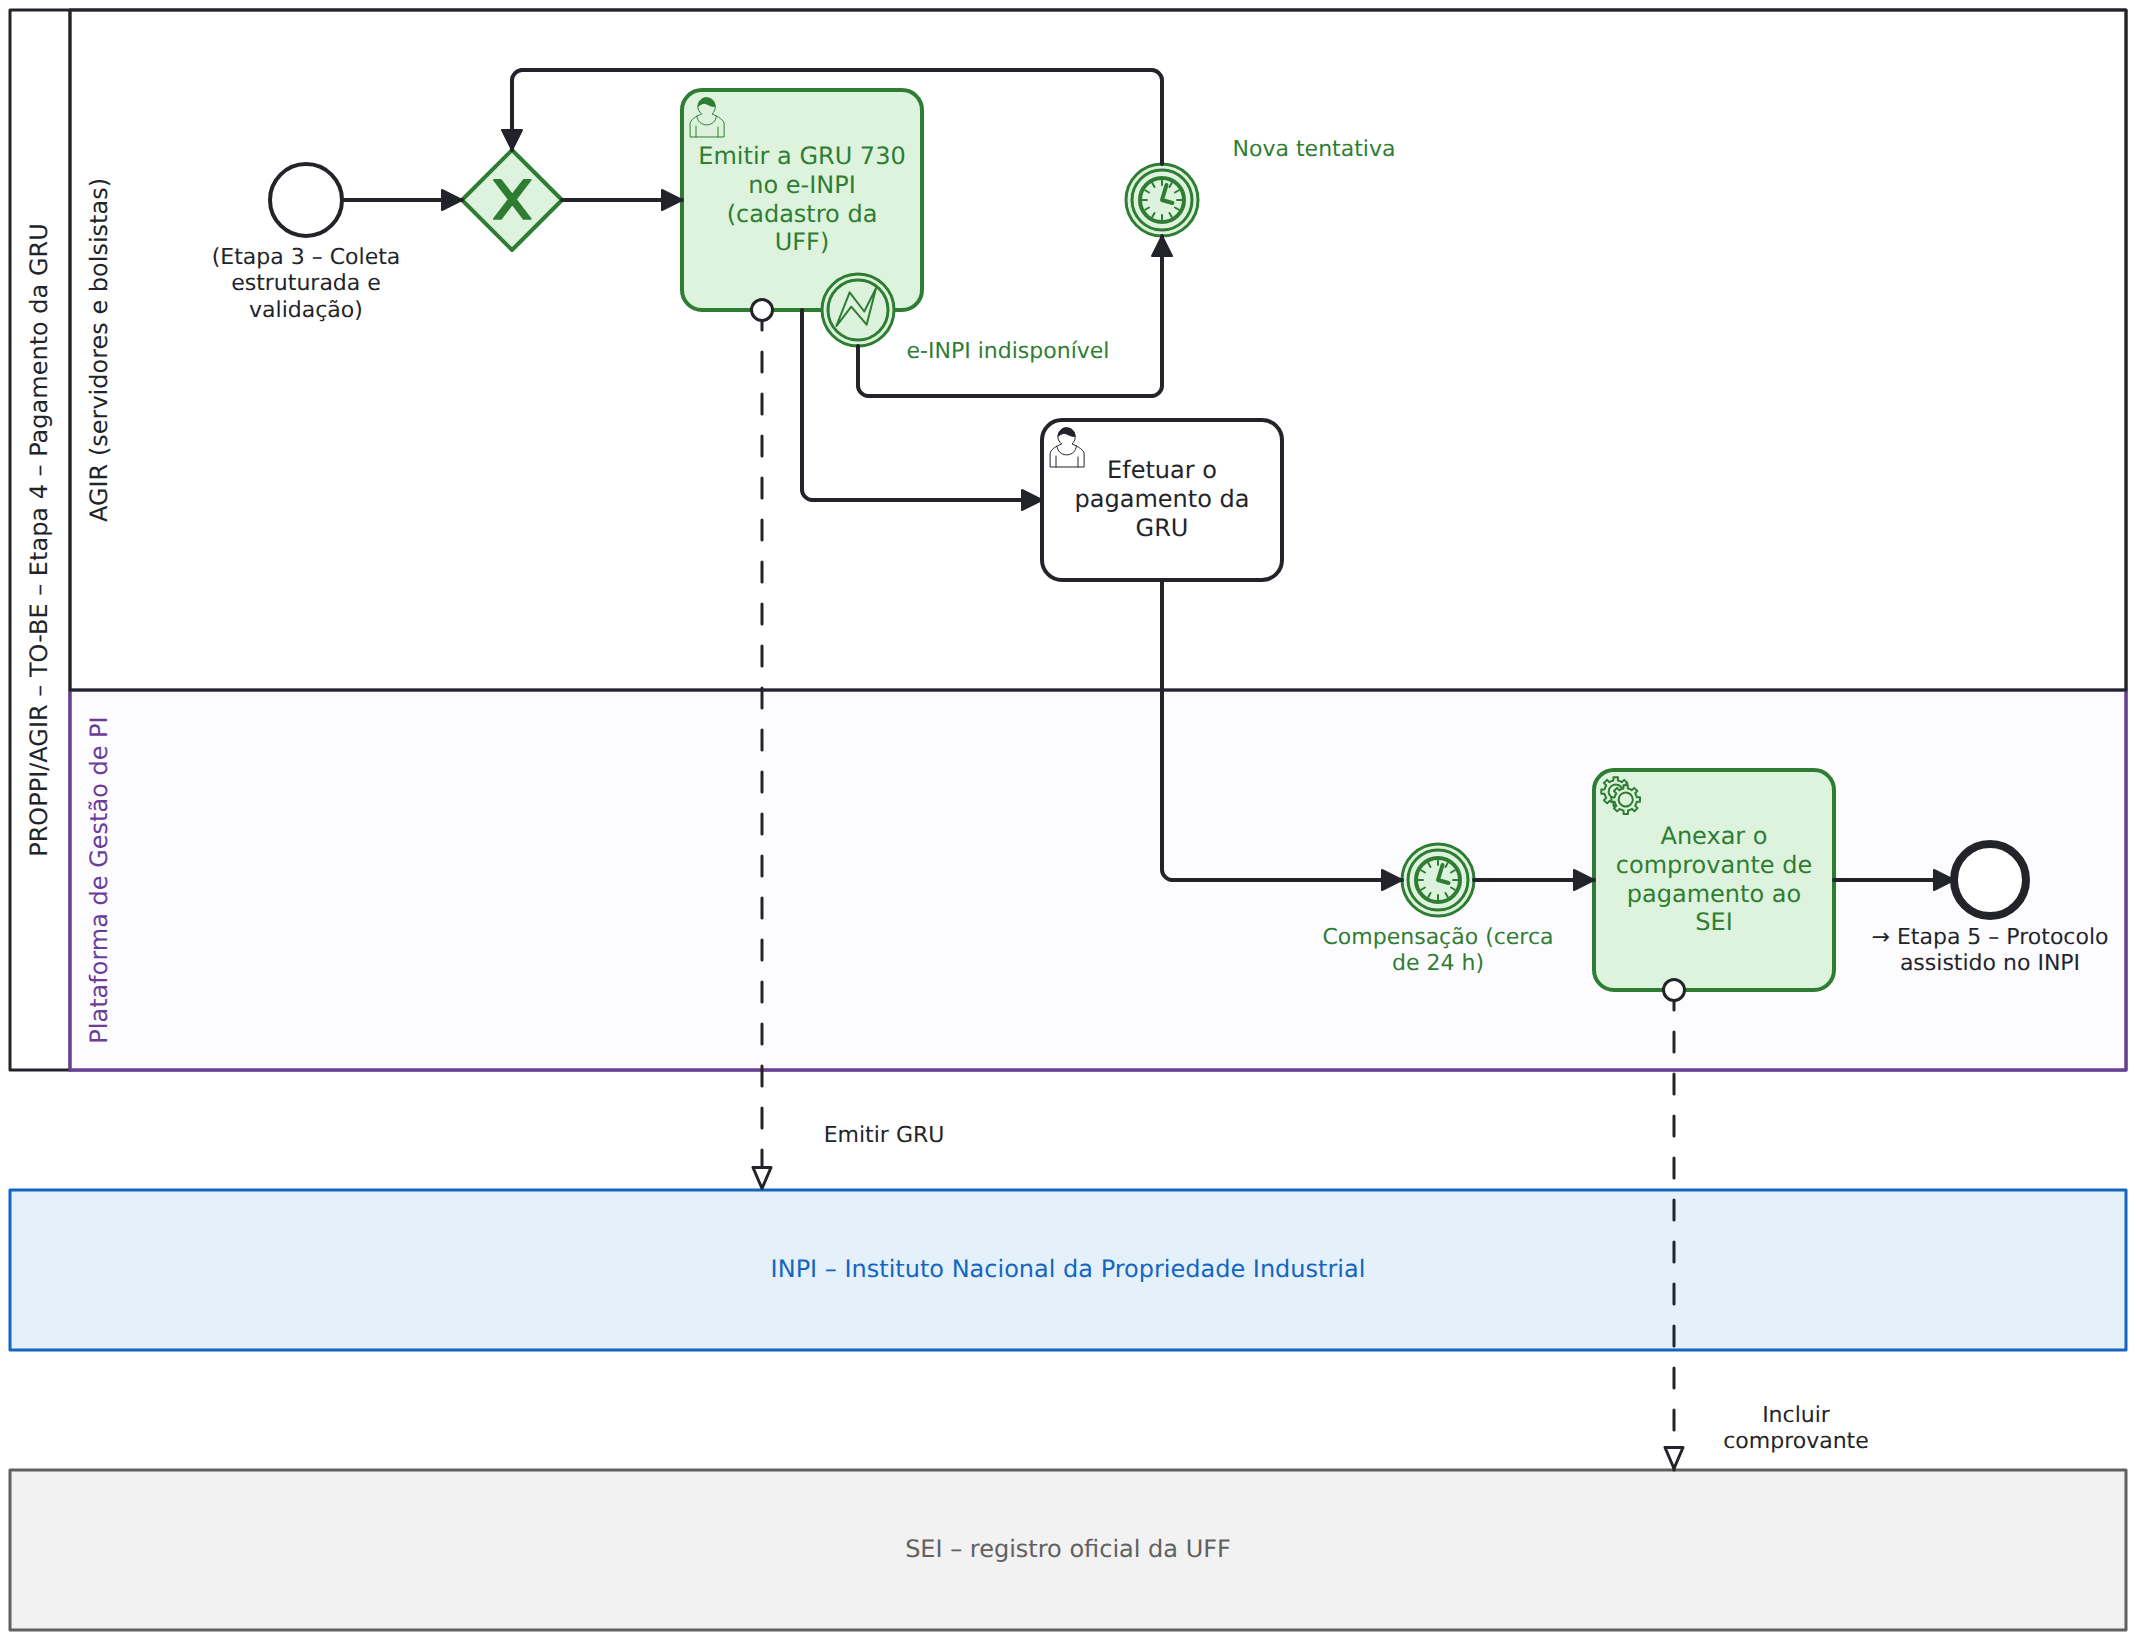 PROPPI/AGIR – TO-BE – Etapa 4 – Pagamento da GRU
AGIR (servidores e bolsistas)
(Etapa 3 – Coleta
estruturada e
validação)
Emitir a GRU 730
no e-INPI
(cadastro da
UFF)
Nova tentativa
e-INPI indisponível
Efetuar o
pagamento da
GRU
Plataforma de Gestão de PI
Compensação (cerca
de 24 h)
Anexar o
comprovante de
pagamento ao
SEI
→ Etapa 5 – Protocolo
assistido no INPI
Emitir GRU
INPI – Instituto Nacional da Propriedade Industrial
Incluir
comprovante
SEI – registro oficial da UFF